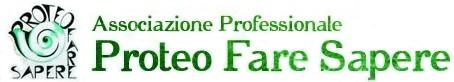 PROTEO FARE
SAPERE
Associazione Professionale
Proteo Fare Sapere